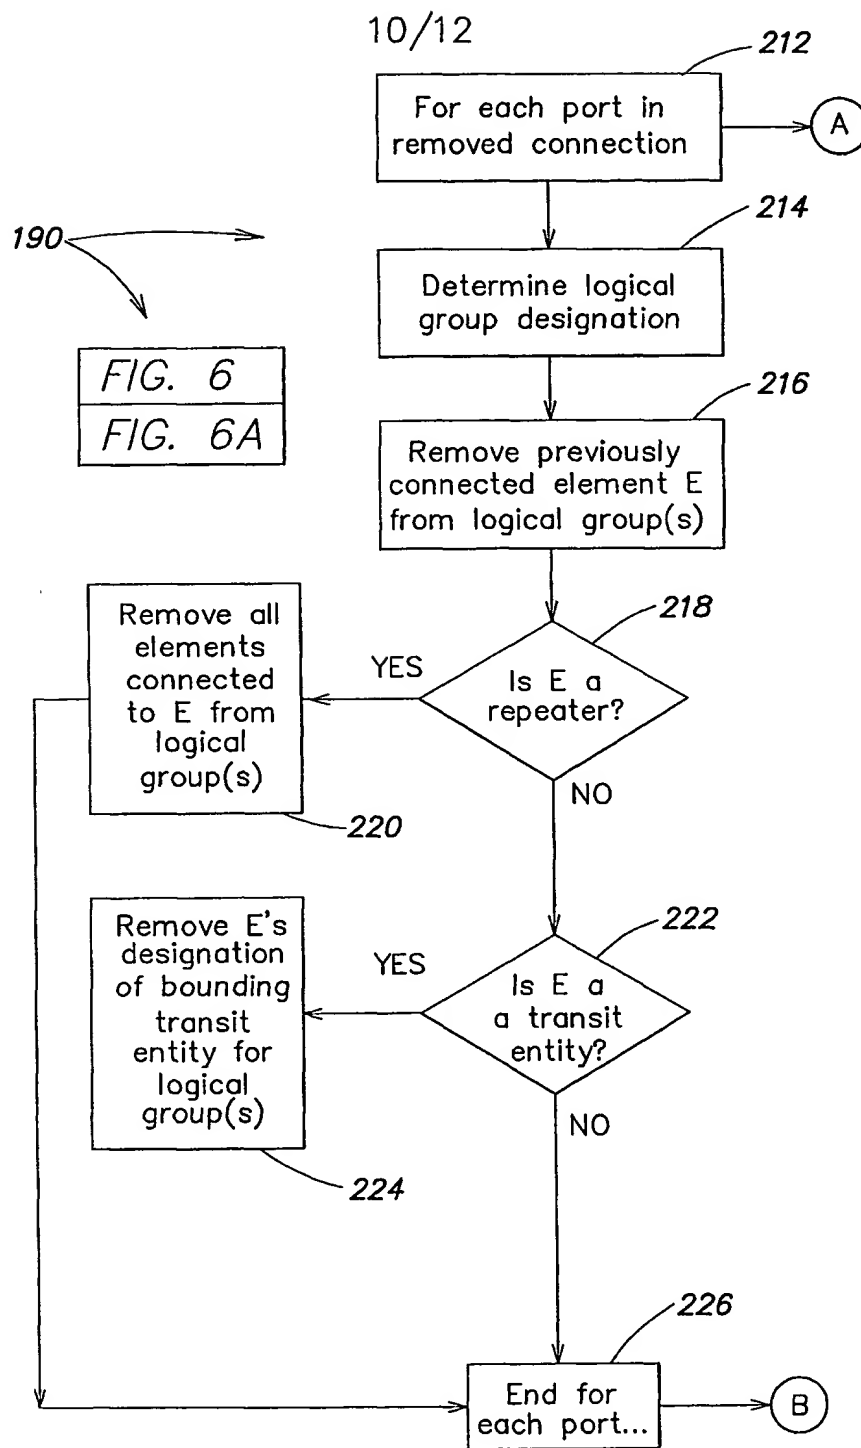 10/12
212
For each port in
removed connection
A
214
190
Determine logical
group designation
FIG. 6
FIG. 6A
216
Remove previously
connected element E
from logical group(s)
218
Remove all
elements
connected
to E from
logical
group(s)
YES
Is E a
repeater?
NO
220
222
Remove E's
designation
of bounding
transit
entity for
logical
group(s)
YES
Is E a
a transit
entity?
NO
224
226
End for
each port...
B